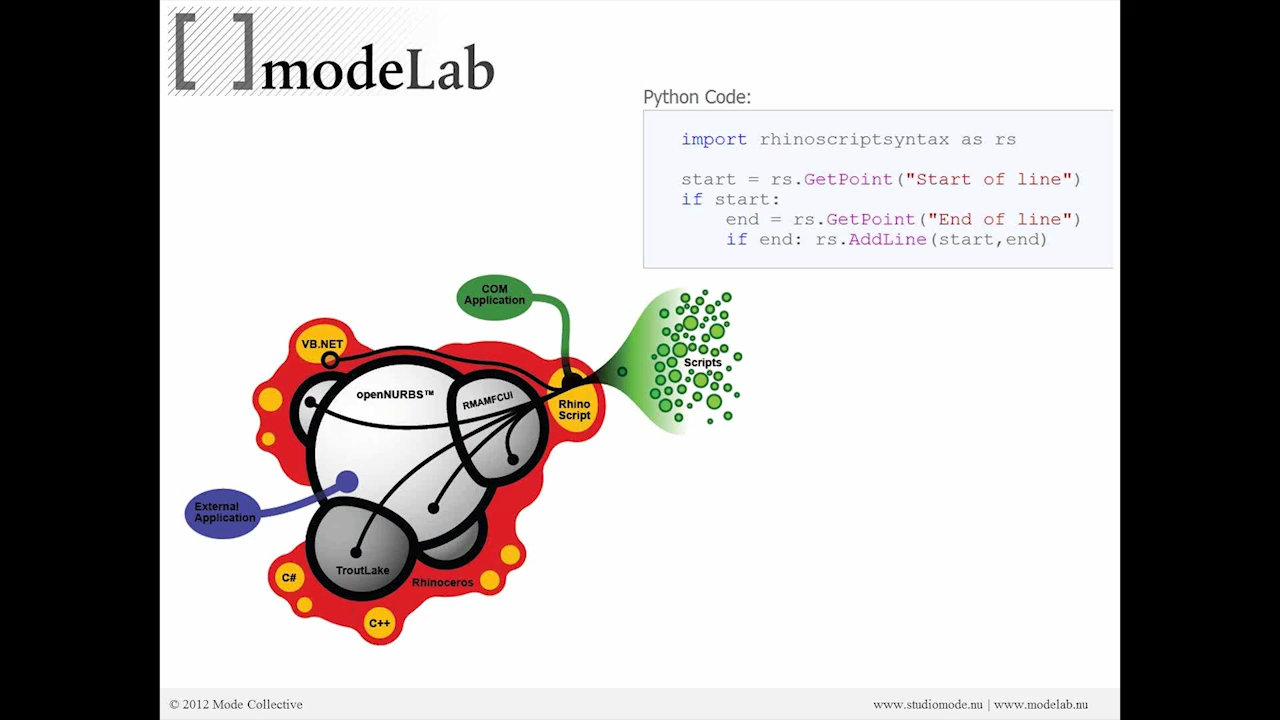 [ ] modeLab
Python Code:
import rhinoscriptsyntax as rs
start = rs.GetPoint("Start of line")
if start:
end = rs.GetPoint("End of line")
if end: rs.AddLine(start,end)
COM
Application
VB.NET
openNURBS™
RMAMFCUI
Scripts
Rhino
Script
External
Application
TroutLake
C#
Rhinoceros
C++
© 2012 Mode Collective
www.studiomode.nu | www.modelab.nu